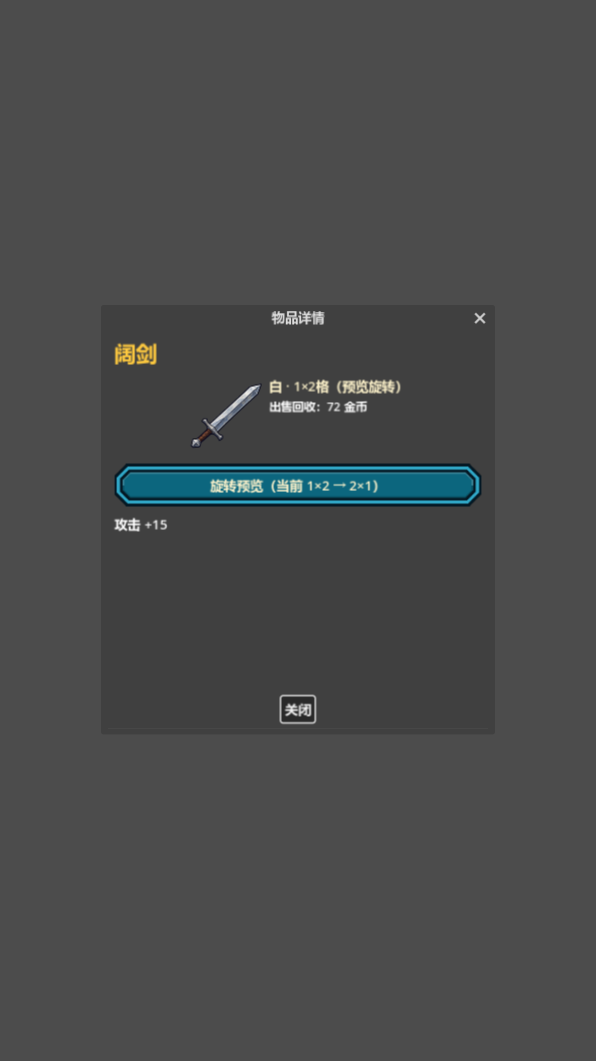 物品详情
阔剑
白 · 1×2格（预览旋转）
出售回收：72 金币
旋转预览（当前 1×2 → 2×1）
攻击 +15
关闭